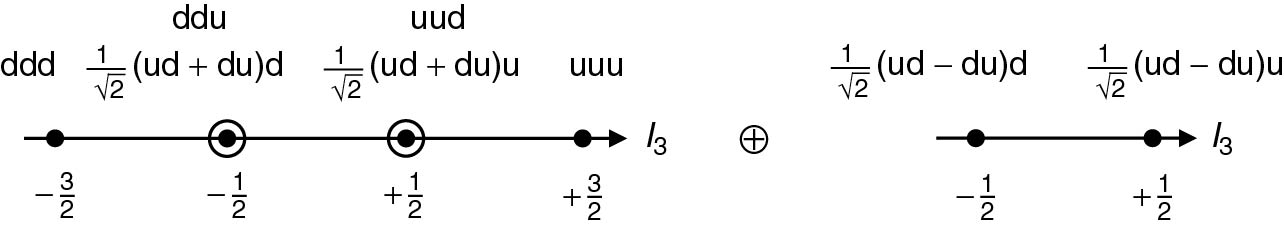 ddu uud
ddd 1/√2 (ud + du)d 1/√2 (ud + du)u uuu 1/√2 (ud − du)d 1/√2 (ud − du)u
I₃ ⊕ I₃
−3/2 −1/2 +1/2 +3/2 −1/2 +1/2